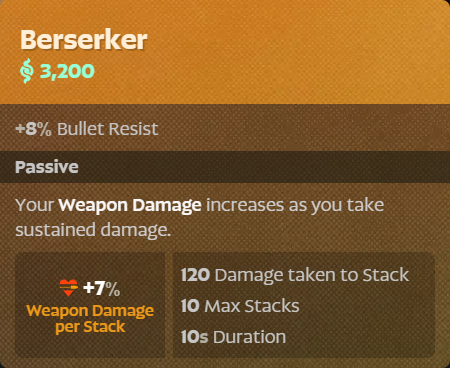 Berserker
3,200
+8% Bullet Resist
Passive
Your Weapon Damage increases as you take
sustained damage.
+7%
Weapon Damage
per Stack
120 Damage taken to Stack
10 Max Stacks
10s Duration